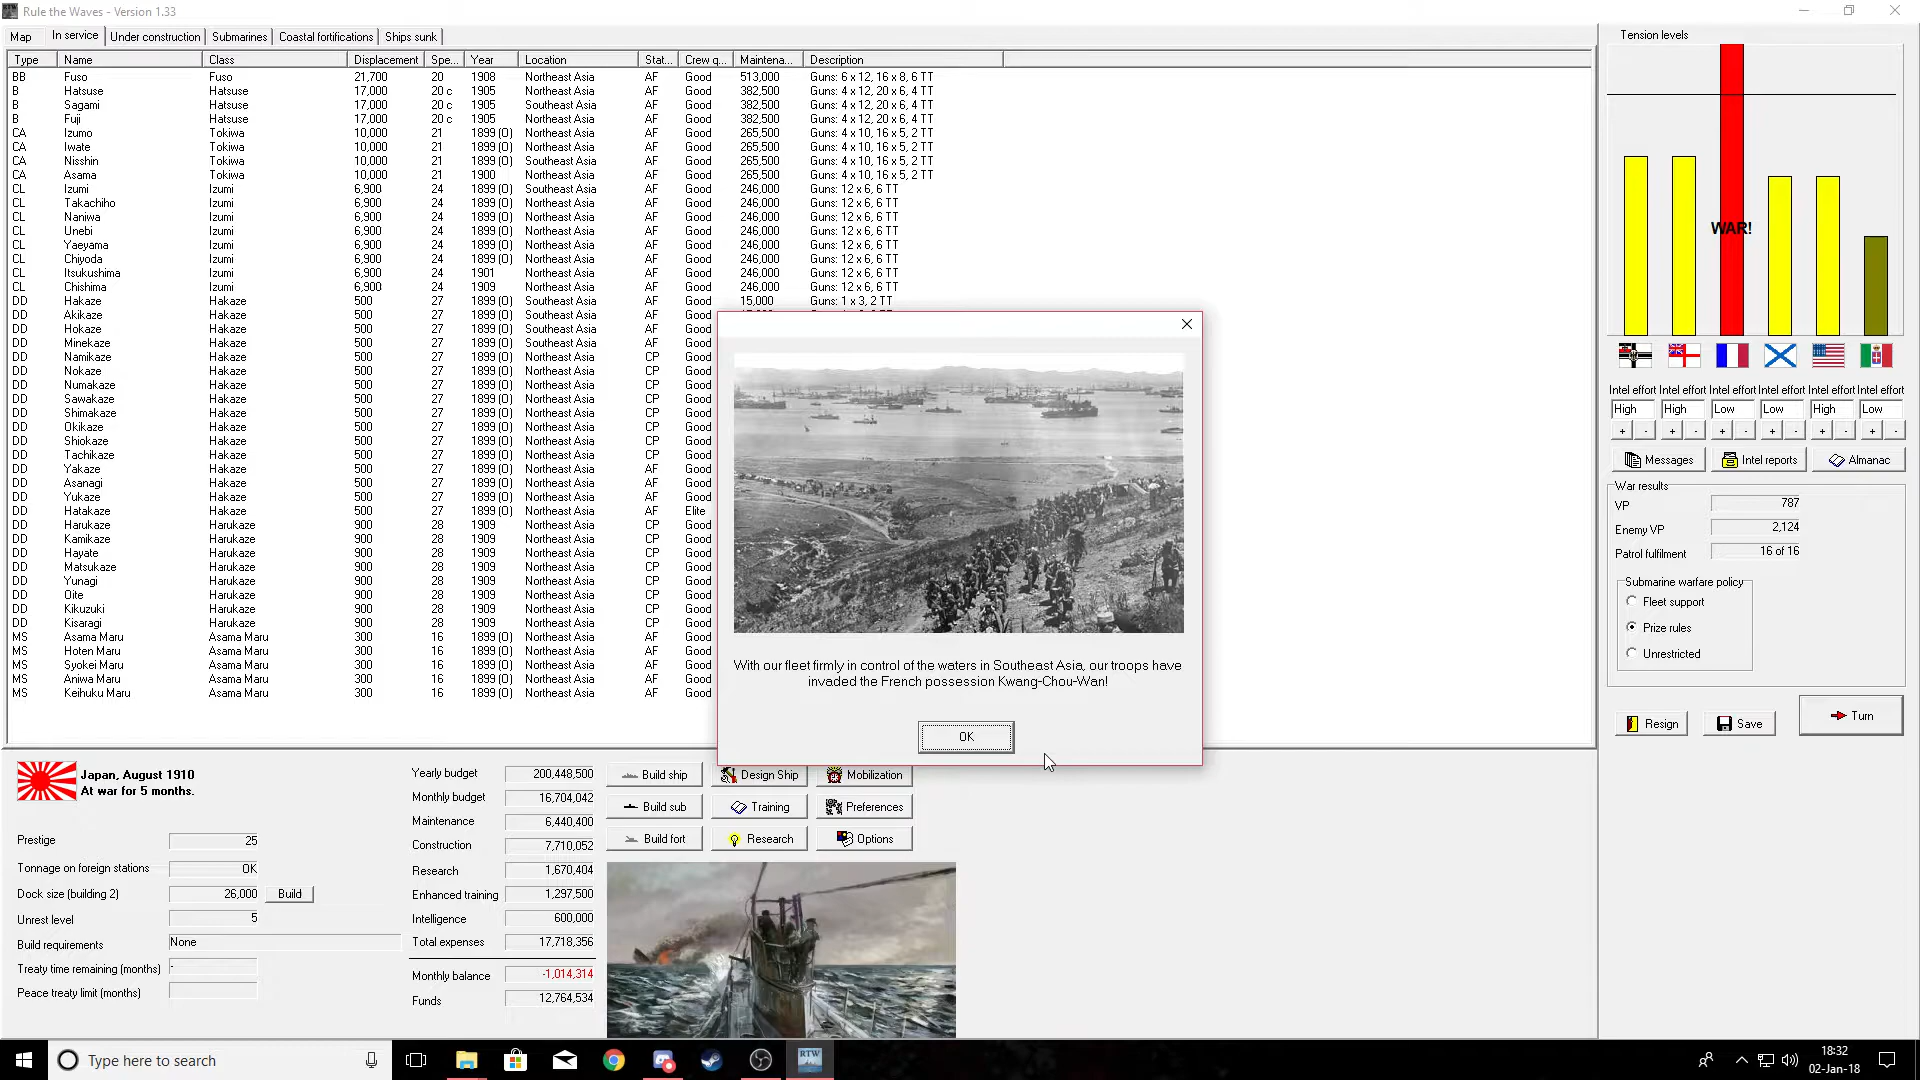 Rule the Waves - Version 1.33
Map In service Under construction Submarines Coastal fortifications Ships sunk
Type Name Class Displacement Spe... Year Location Stat... Crew q... Maintena... Description
BB Fuso Fuso 21,700 20 1908 Northeast Asia AF Good 513,000 Guns: 6 x 12, 16 x 8, 6 TT
B Hatsuse Hatsuse 17,000 20 c 1905 Northeast Asia AF Good 382,500 Guns: 4 x 12, 20 x 6, 4 TT
B Sagami Hatsuse 17,000 20 c 1905 Southeast Asia AF Good 382,500 Guns: 4 x 12, 20 x 6, 4 TT
B Fuji Hatsuse 17,000 20 c 1905 Northeast Asia AF Good 382,500 Guns: 4 x 12, 20 x 6, 4 TT
CA Izumo Tokiwa 10,000 21 1899 (O) Northeast Asia AF Good 265,500 Guns: 4 x 10, 16 x 5, 2 TT
CA Iwate Tokiwa 10,000 21 1899 (O) Northeast Asia AF Good 265,500 Guns: 4 x 10, 16 x 5, 2 TT
CA Nisshin Tokiwa 10,000 21 1899 (O) Southeast Asia AF Good 265,500 Guns: 4 x 10, 16 x 5, 2 TT
CA Asama Tokiwa 10,000 21 1900 Northeast Asia AF Good 265,500 Guns: 4 x 10, 16 x 5, 2 TT
CL Izumi Izumi 6,900 24 1899 (O) Southeast Asia AF Good 246,000 Guns: 12 x 6, 6 TT
CL Takachiho Izumi 6,900 24 1899 (O) Northeast Asia AF Good 246,000 Guns: 12 x 6, 6 TT
CL Naniwa Izumi 6,900 24 1899 (O) Southeast Asia AF Good 246,000 Guns: 12 x 6, 6 TT
CL Unebi Izumi 6,900 24 1899 (O) Northeast Asia AF Good 246,000 Guns: 12 x 6, 6 TT
CL Yaeyama Izumi 6,900 24 1899 (O) Northeast Asia AF Good 246,000 Guns: 12 x 6, 6 TT
CL Chiyoda Izumi 6,900 24 1899 (O) Northeast Asia AF Good 246,000 Guns: 12 x 6, 6 TT
CL Itsukushima Izumi 6,900 24 1901 Northeast Asia AF Good 246,000 Guns: 12 x 6, 6 TT
CL Chishima Izumi 6,900 24 1909 Northeast Asia AF Good 246,000 Guns: 12 x 6, 6 TT
DD Hakaze Hakaze 500 27 1899 (O) Southeast Asia AF Good 15,000 Guns: 1 x 3, 2 TT
DD Akikaze Hakaze 500 27 1899 (O) Southeast Asia AF Good
DD Hokaze Hakaze 500 27 1899 (O) Southeast Asia AF Good
DD Minekaze Hakaze 500 27 1899 (O) Southeast Asia AF Good
DD Namikaze Hakaze 500 27 1899 (O) Northeast Asia CP Good
DD Nokaze Hakaze 500 27 1899 (O) Northeast Asia CP Good
DD Numakaze Hakaze 500 27 1899 (O) Northeast Asia CP Good
DD Sawakaze Hakaze 500 27 1899 (O) Northeast Asia CP Good
DD Shimakaze Hakaze 500 27 1899 (O) Northeast Asia CP Good
DD Okikaze Hakaze 500 27 1899 (O) Northeast Asia CP Good
DD Shiokaze Hakaze 500 27 1899 (O) Northeast Asia CP Good
DD Tachikaze Hakaze 500 27 1899 (O) Northeast Asia CP Good
DD Yakaze Hakaze 500 27 1899 (O) Northeast Asia AF Good
DD Asanagi Hakaze 500 27 1899 (O) Northeast Asia CP Good
DD Yukaze Hakaze 500 27 1899 (O) Northeast Asia AF Good
DD Hatakaze Hakaze 500 27 1899 (O) Northeast Asia AF Elite
DD Harukaze Harukaze 900 28 1909 Northeast Asia CP Good
DD Kamikaze Harukaze 900 28 1909 Northeast Asia CP Good
DD Hayate Harukaze 900 28 1909 Northeast Asia CP Good
DD Matsukaze Harukaze 900 28 1909 Northeast Asia CP Good
DD Yunagi Harukaze 900 28 1909 Northeast Asia CP Good
DD Oite Harukaze 900 28 1909 Northeast Asia CP Good
DD Kikuzuki Harukaze 900 28 1909 Northeast Asia CP Good
DD Kisaragi Harukaze 900 28 1909 Northeast Asia CP Good
MS Asama Maru Asama Maru 300 16 1899 (O) Northeast Asia AF Good
MS Hoten Maru Asama Maru 300 16 1899 (O) Northeast Asia AF Good
MS Syokei Maru Asama Maru 300 16 1899 (O) Northeast Asia AF Good
MS Aniwa Maru Asama Maru 300 16 1899 (O) Northeast Asia AF Good
MS Keihuku Maru Asama Maru 300 16 1899 (O) Northeast Asia AF Good
With our fleet firmly in control of the waters in Southeast Asia, our troops have
invaded the French possession Kwang-Chou-Wan!
OK
Tension levels
WAR!
Intel effort Intel effort Intel effort Intel effort Intel effort Intel effort
High High Low Low High Low
+ - + - + - + - + - + -
Messages Intel reports Almanac
War results
VP 787
Enemy VP 2,124
Patrol fulfilment 16 of 16
Submarine warfare policy
Fleet support
Prize rules
Unrestricted
Resign Save Turn
Japan, August 1910
At war for 5 months.
Prestige 25
Tonnage on foreign stations OK
Dock size (building 2) 26,000 Build
Unrest level 5
Build requirements None
Treaty time remaining (months) -
Peace treaty limit (months)
Yearly budget 200,448,500
Monthly budget 16,704,042
Maintenance 6,440,400
Construction 7,710,052
Research 1,670,404
Enhanced training 1,297,500
Intelligence 600,000
Total expenses 17,718,356
Monthly balance -1,014,314
Funds 12,764,534
Build ship Design Ship Mobilization
Build sub Training Preferences
Build fort Research Options
Type here to search
RTW
18:32
02-Jan-18